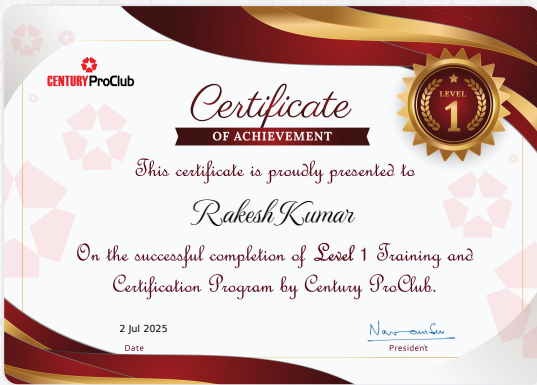 CENTURY ProClub
Certificate
OF ACHIEVEMENT
LEVEL
1
This certificate is proudly presented to
Rakesh Kumar
On the successful completion of Level 1 Training and
Certification Program by Century ProClub.
2 Jul 2025
Date
President